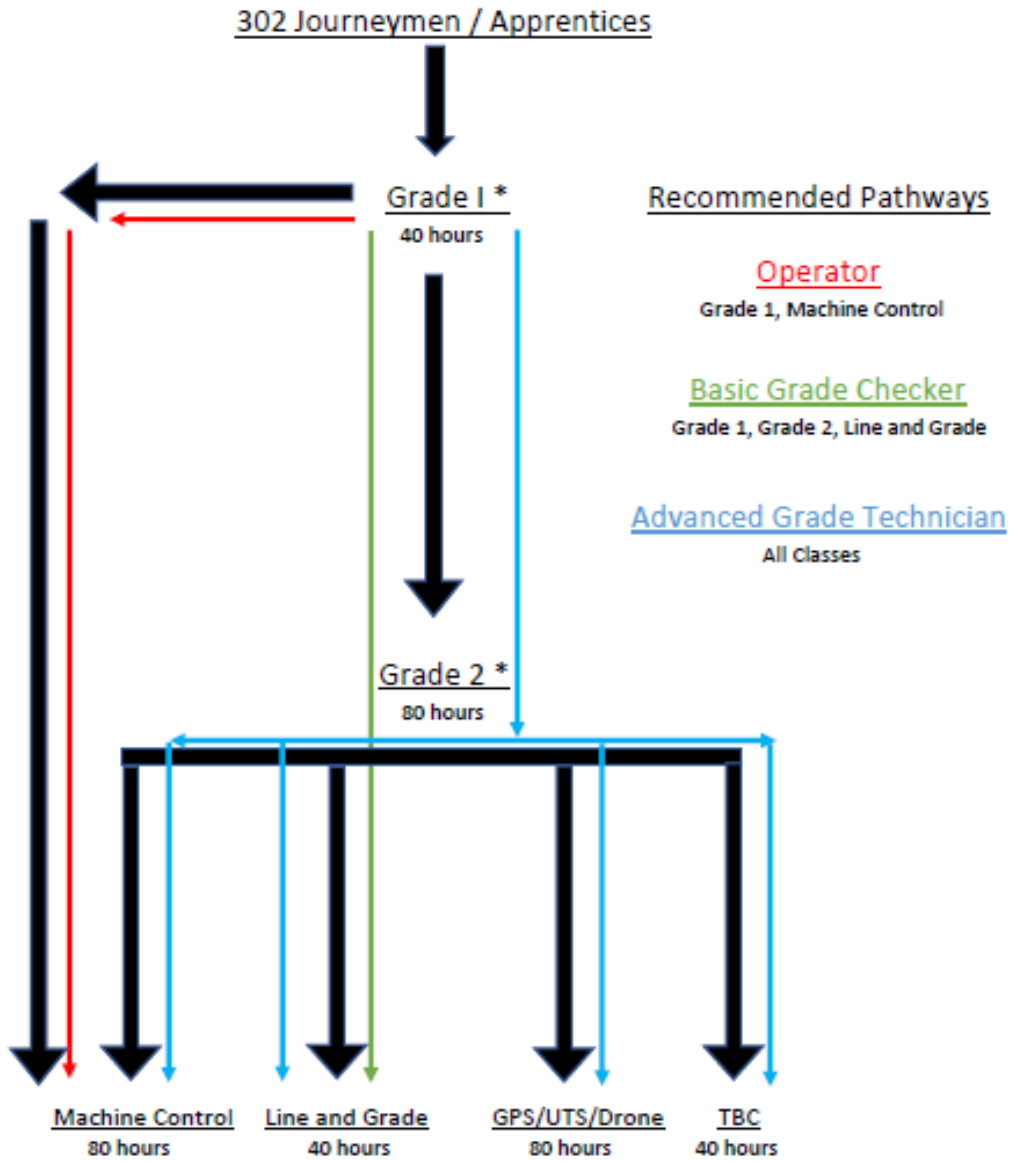 302 Journeymen / Apprentices
Grade I *
40 hours
Recommended Pathways
Operator
Grade 1, Machine Control
Basic Grade Checker
Grade 1, Grade 2, Line and Grade
Advanced Grade Technician
All Classes
Grade 2 *
80 hours
Machine Control
80 hours
Line and Grade
40 hours
GPS/UTS/Drone
80 hours
TBC
40 hours